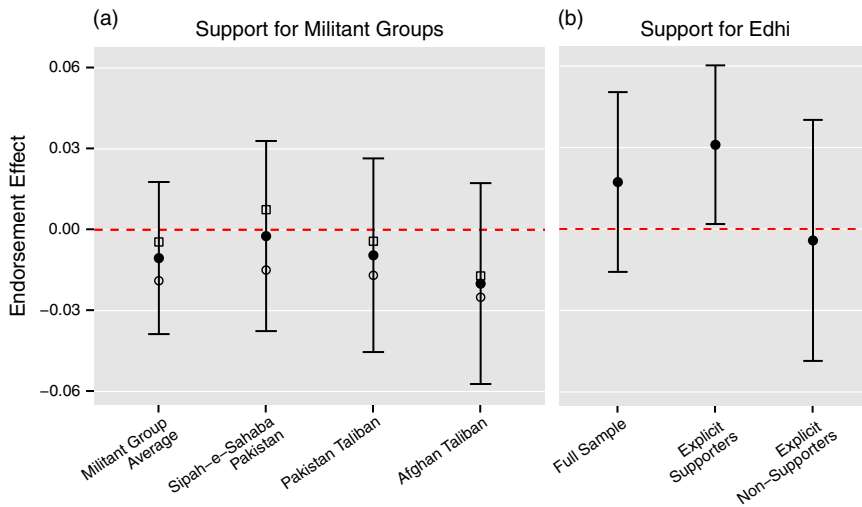 (a)
Support for Militant Groups
(b)
Support for Edhi
Endorsement Effect
0.06
0.03
0.00
−0.03
−0.06
Militant Group
Average
Sipah−e−Sahaba
Pakistan
Pakistan Taliban
Afghan Taliban
Full Sample
Explicit
Supporters
Explicit
Non−Supporters